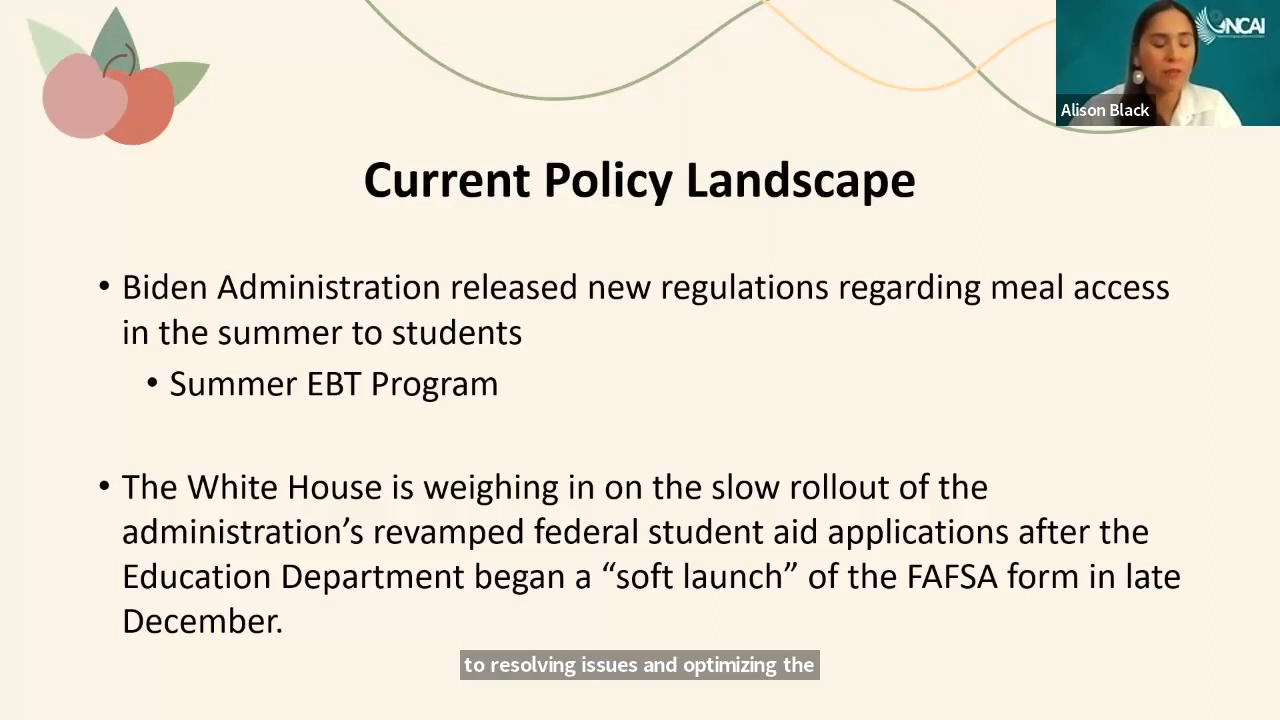 NCAI
Alison Black
Current Policy Landscape
• Biden Administration released new regulations regarding meal access
in the summer to students
• Summer EBT Program
• The White House is weighing in on the slow rollout of the
administration’s revamped federal student aid applications after the
Education Department began a “soft launch” of the FAFSA form in late
December.
to resolving issues and optimizing the